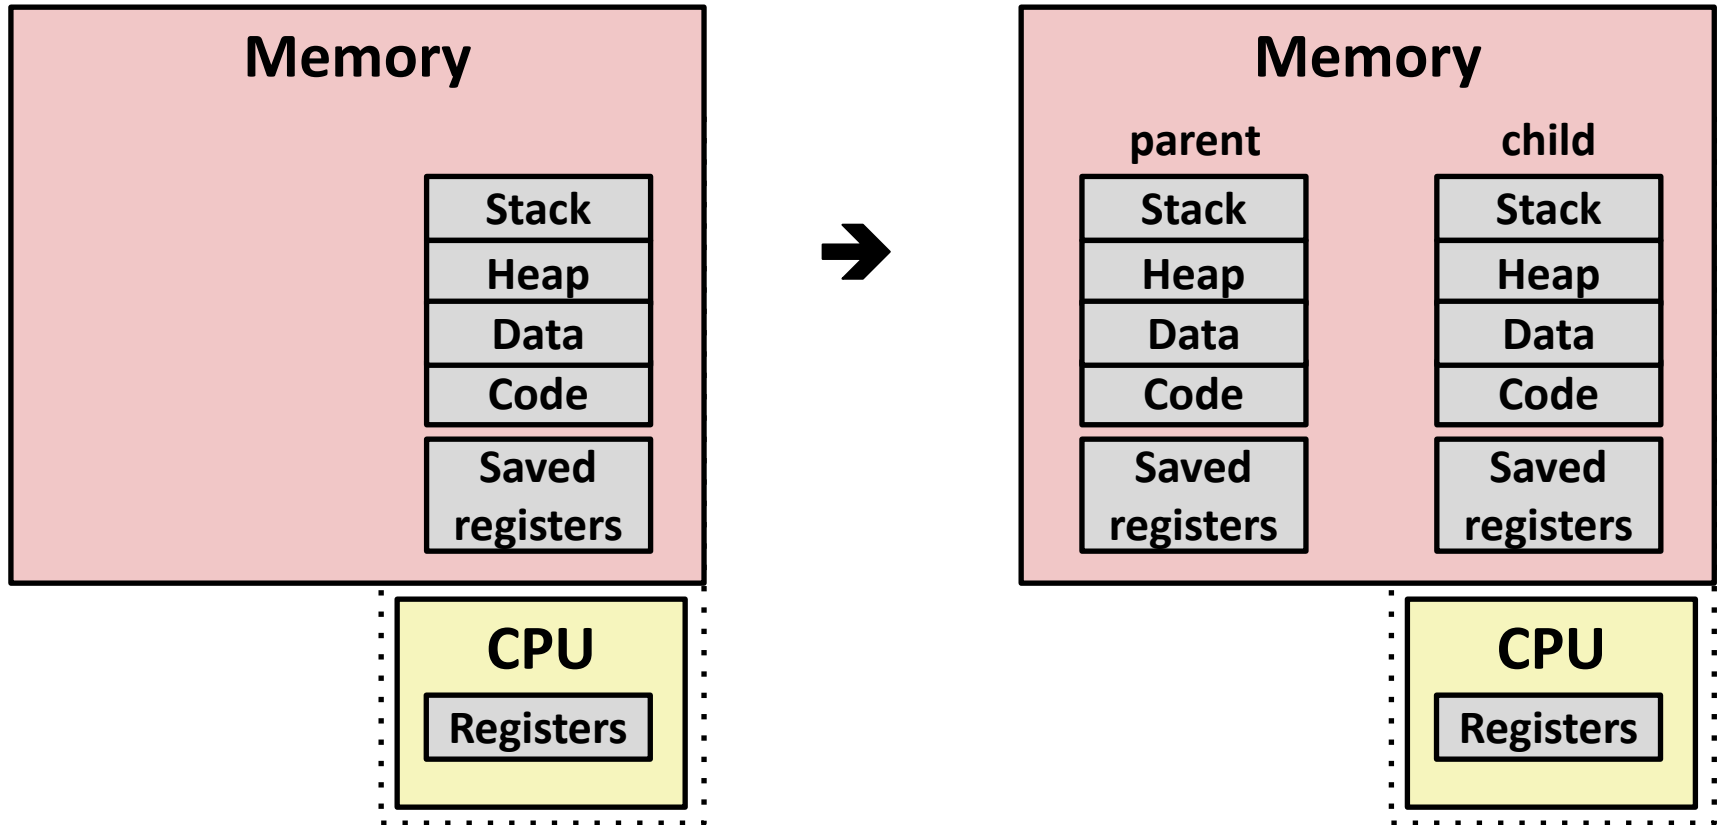 Memory
Stack
Heap
Data
Code
Saved
registers
CPU
Registers
➔
Memory
parent
child
Stack
Heap
Data
Code
Saved
registers
Stack
Heap
Data
Code
Saved
registers
CPU
Registers